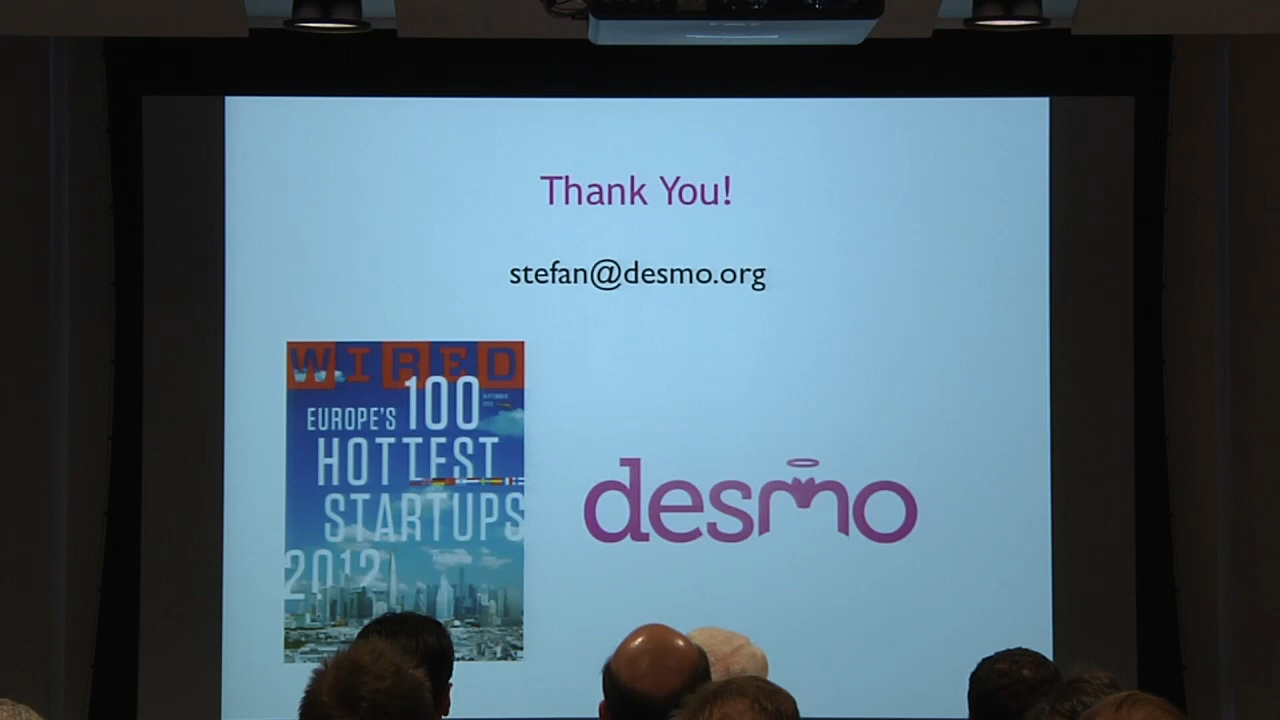 Thank You!
stefan@desmo.org
WIRED
EUROPE'S 100
HOTTEST
STARTUPS
2012
desmo